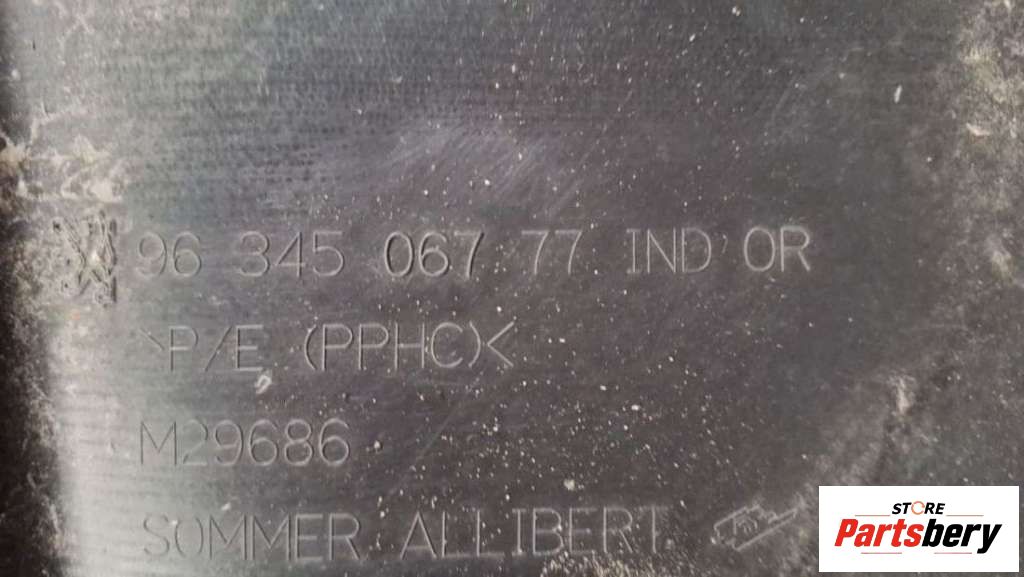 96 345 067 77 IND OR
>P/E (PPHC)<
M29686
SOMMER ALLIBERT
STORE
Partsbery